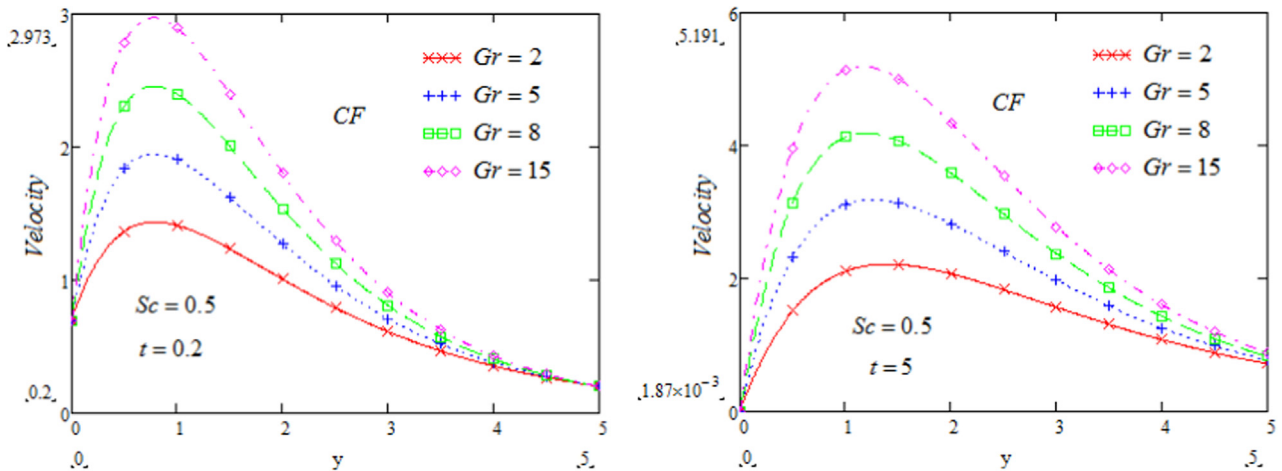 3
2.973
Gr = 2
Gr = 5
CF
Gr = 8
2
Gr = 15
Velocity
1
Sc = 0.5
t = 0.2
0.2
0
0 1 2 3 4 5
0 y 5
6
5.191
Gr = 2
CF
Gr = 5
4
Gr = 8
Gr = 15
Velocity
2
Sc = 0.5
t = 5
1.87×10⁻³
0
0 1 2 3 4 5
0 y 5